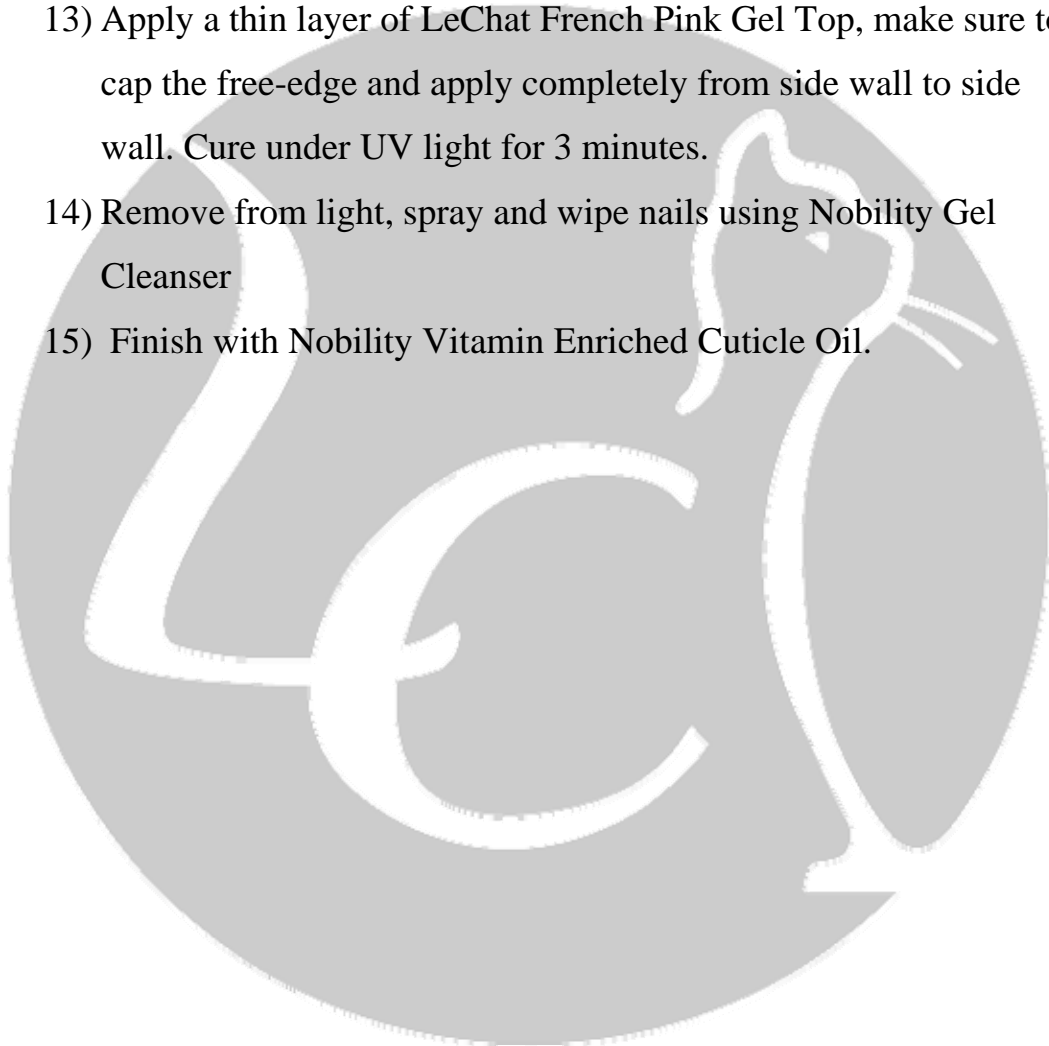 13) Apply a thin layer of LeChat French Pink Gel Top, make sure to
cap the free-edge and apply completely from side wall to side
wall. Cure under UV light for 3 minutes.
14) Remove from light, spray and wipe nails using Nobility Gel
Cleanser
15) Finish with Nobility Vitamin Enriched Cuticle Oil.
LC